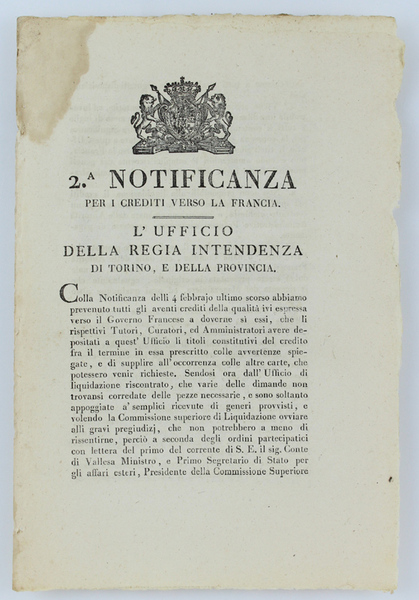 2.ᴬ NOTIFICANZA
PER I CREDITI VERSO LA FRANCIA.
L' UFFICIO
DELLA REGIA INTENDENZA
DI TORINO, E DELLA PROVINCIA.
Colla Notificanza delli 4 febbrajo ultimo scorso abbiamo
prevenuto tutti gli aventi crediti della qualità ivi espressa
verso il Governo Francese a doverne sì essi, che li
rispettivi Tutori, Curatori, ed Amministratori avere de-
positati a quest' Ufficio li titoli constitutivi del credito
fra il termine in essa prescritto colle avvertenze spie-
gate, e di supplire all' occorrenza colle altre carte, che
potessero venir richieste. Sendosi ora dall' Ufficio di
liquidazione riscontrato, che varie delle dimande non
trovansi corredate delle pezze necessarie, e sono soltanto
appoggiate a' semplici ricevute di generi provvisti, e
volendo la Commissione superiore di Liquidazione ovviare
alli gravi pregiudizj, che non potrebbero a meno di
risentirne, perciò a seconda degli ordini partecipatici
con lettera del primo del corrente di S. E. il sig. Conte
di Vallesa Ministro, e Primo Segretario di Stato per
gli affari esteri, Presidente della Commissione Superiore